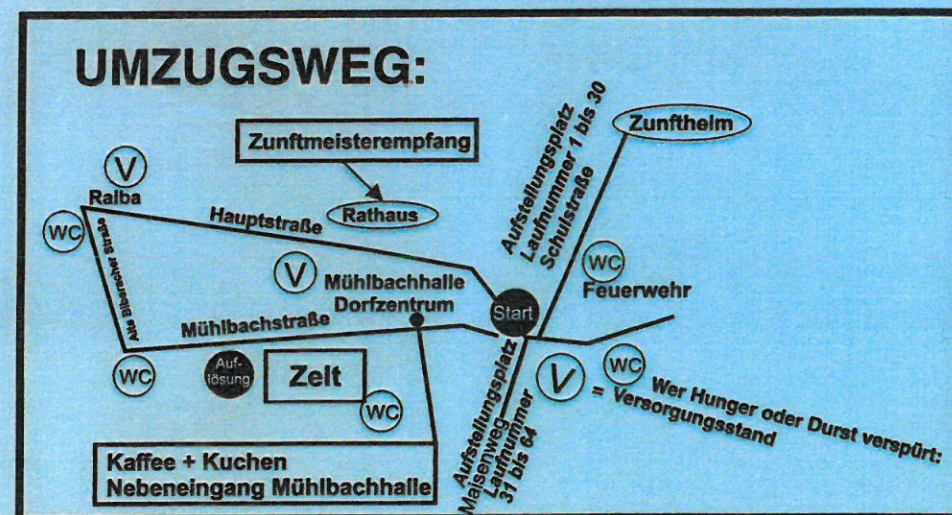 UMZUGSWEG:
Zunftmeisterempfang
Rathaus
Zunftheim
Aufstellungsplatz
Laufnummer 1 bis 30
Schulstraße
V
Raiba
WC
Hauptstraße
Alte Biberacher Straße
V
Mühlbachhalle
Dorfzentrum
Start
WC
Feuerwehr
Mühlbachstraße
WC
Auf-
lösung
Zelt
WC
Aufstellungsplatz
Maisenweg
Laufnummer
31 bis 64
V
WC
Wer Hunger oder Durst verspürt:
= Versorgungsstand
Kaffee + Kuchen
Nebeneingang Mühlbachhalle